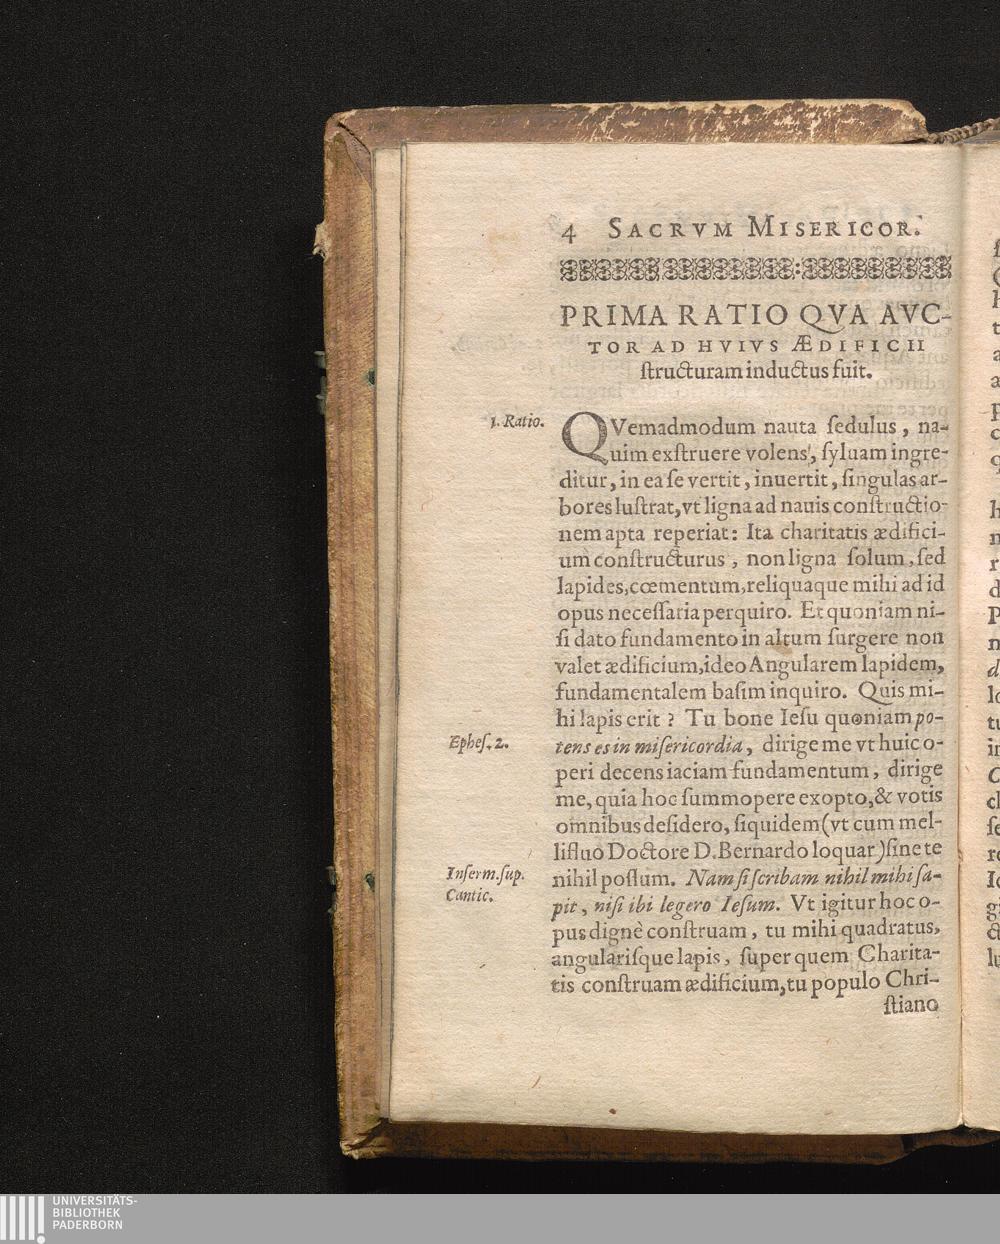 4 SACRVM MISERICOR.
PRIMA RATIO QVA AVC-
TOR AD HVIVS ÆDIFICII
ſtructuram inductus fuit.
1. Ratio.
QVemadmodum nauta ſedulus, na-
uim exſtruere volens, ſyluam ingre-
ditur, in ea ſe vertit, inuertit, ſingulas ar-
bores luſtrat, vt ligna ad nauis conſtructio-
nem apta reperiat: Ita charitatis ædifici-
um conſtructurus, non ligna ſolum, ſed
lapides, cœmentum, reliquaque mihi ad id
opus neceſſaria perquiro. Et quoniam ni-
ſi dato fundamento in altum ſurgere non
valet ædificium, ideo Angularem lapidem,
fundamentalem baſim inquiro. Quis mi-
hi lapis erit? Tu bone Ieſu quoniam po-
Epheſ. 2.
tens es in miſericordia, dirige me vt huic o-
peri decens iaciam fundamentum, dirige
me, quia hoc ſummopere exopto, & votis
omnibus deſidero, ſiquidem (vt cum mel-
lifluo Doctore D. Bernardo loquar) ſine te
In ſerm. ſup.
Cantic.
nihil poſſum. Nam ſi ſcribam nihil mihi ſa-
pit, niſi ibi legero Ieſum. Vt igitur hoc o-
pus dignè conſtruam, tu mihi quadratus,
angulariſque lapis, ſuper quem Charita-
tis conſtruam ædificium, tu populo Chri-
ſtiano
UNIVERSITÄTS-
BIBLIOTHEK
PADERBORN